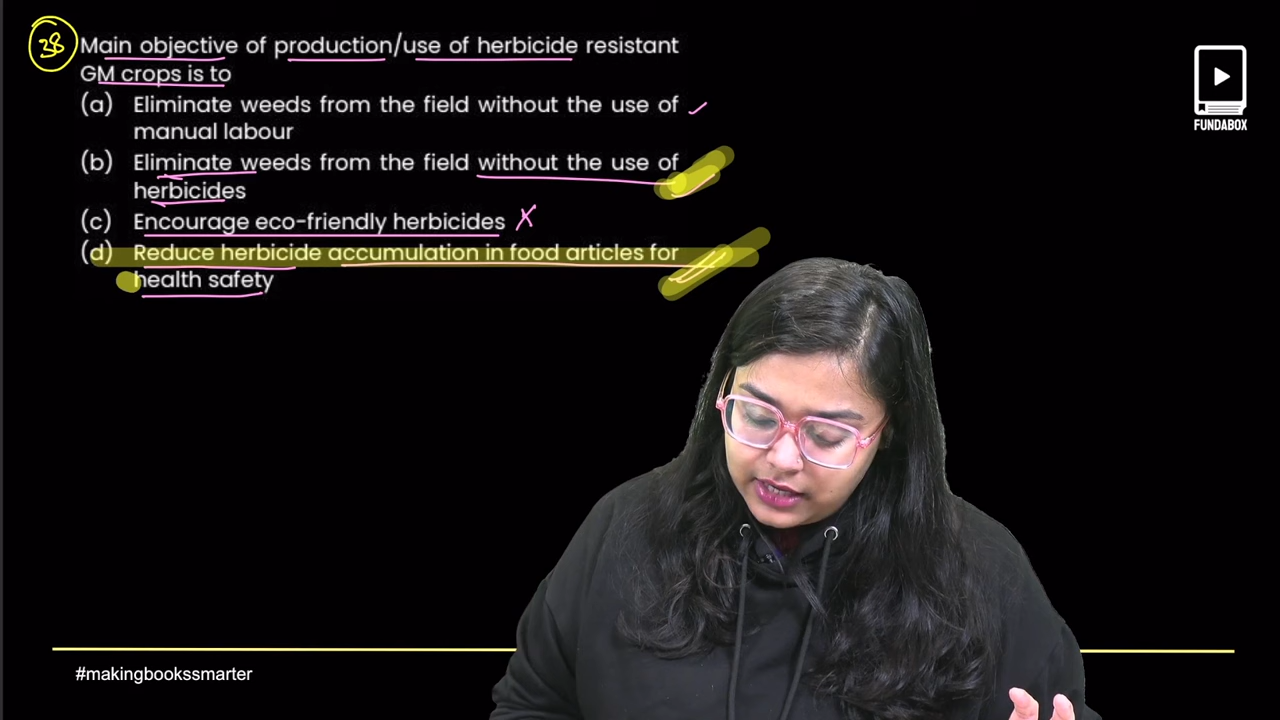 38
Main objective of production/use of herbicide resistant
GM crops is to
(a) Eliminate weeds from the field without the use of
manual labour
(b) Eliminate weeds from the field without the use of
herbicides
(c) Encourage eco-friendly herbicides
(d) Reduce herbicide accumulation in food articles for
health safety
FUNDABOX
#makingbookssmarter